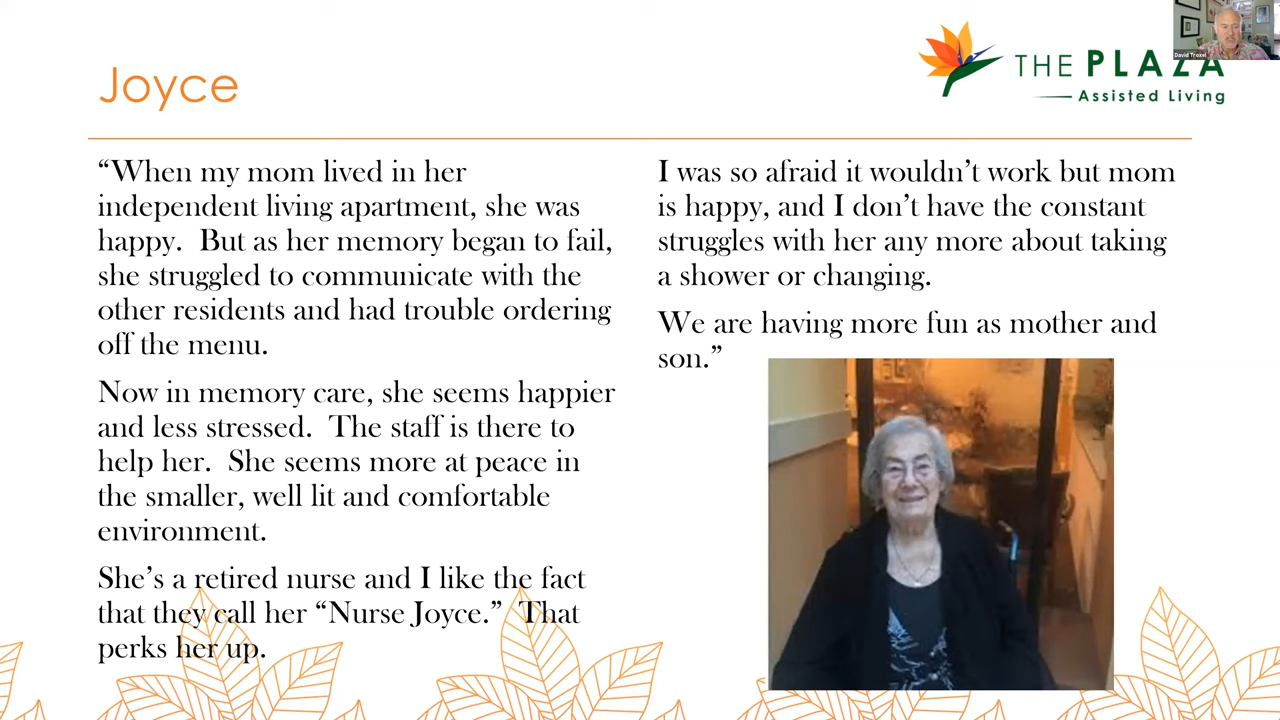 Joyce
THE PLAZA
Assisted Living
David Troxel
“When my mom lived in her
independent living apartment, she was
happy.  But as her memory began to fail,
she struggled to communicate with the
other residents and had trouble ordering
off the menu.
Now in memory care, she seems happier
and less stressed.  The staff is there to
help her.  She seems more at peace in
the smaller, well lit and comfortable
environment.
She’s a retired nurse and I like the fact
that they call her “Nurse Joyce.”  That
perks her up.
I was so afraid it wouldn’t work but mom
is happy, and I don’t have the constant
struggles with her any more about taking
a shower or changing.
We are having more fun as mother and
son.”